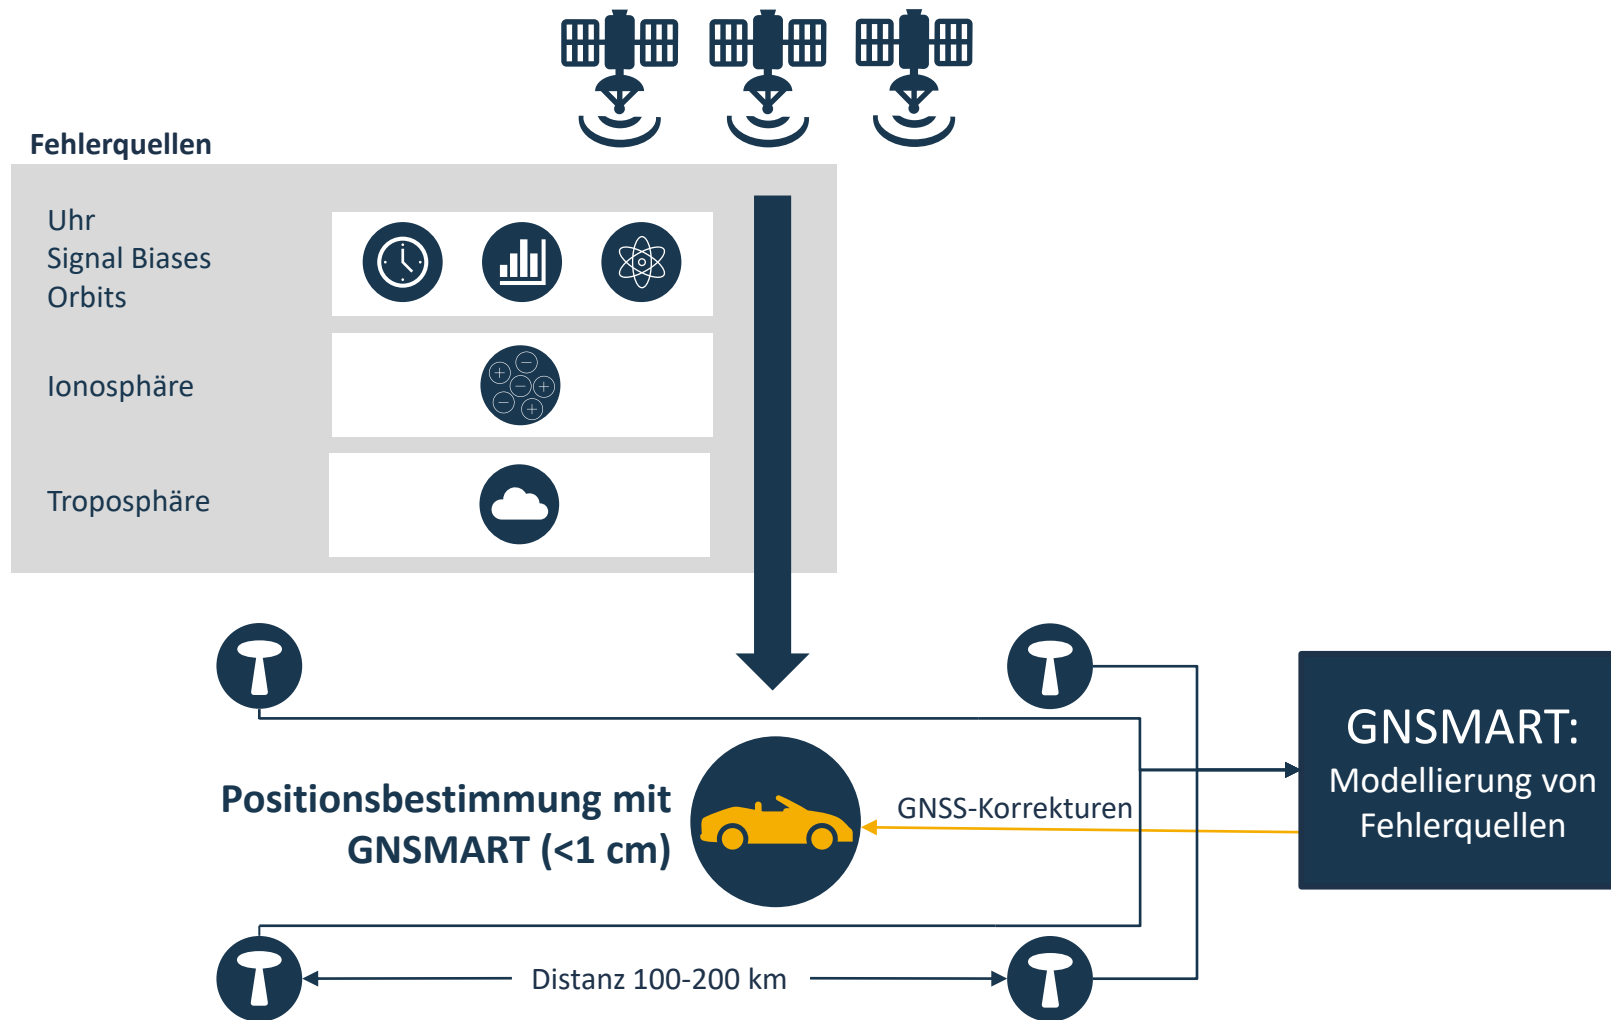 Fehlerquellen
Uhr
Signal Biases
Orbits
Ionosphäre
Troposphäre
Positionsbestimmung mit
GNSMART (<1 cm)
GNSS-Korrekturen
GNSMART:
Modellierung von
Fehlerquellen
Distanz 100-200 km